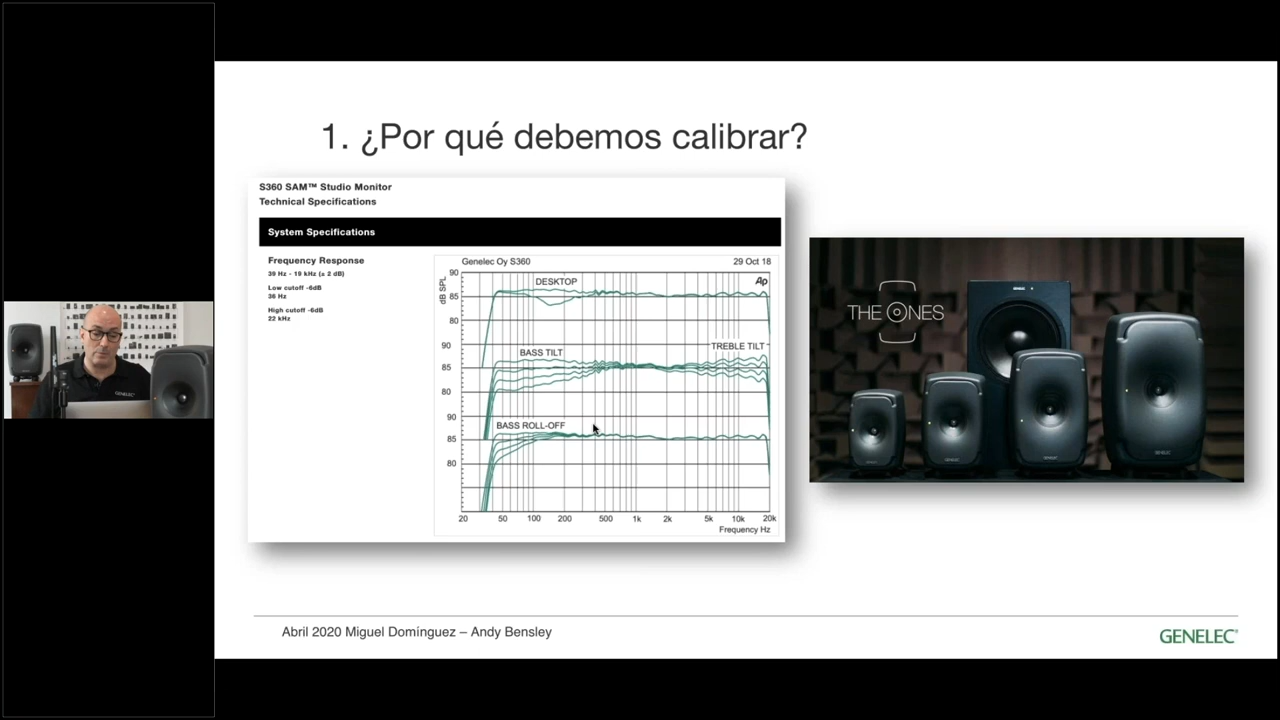 1. ¿Por qué debemos calibrar?
S360 SAM™ Studio Monitor
Technical Specifications
System Specifications
Frequency Response
39 Hz - 19 kHz (± 2 dB)
Low cutoff -6dB
36 Hz
High cutoff -6dB
22 kHz
Genelec Oy S360
29 Oct 18
dB SPL
90
85
80
90
85
80
90
85
80
DESKTOP
Ap
BASS TILT
TREBLE TILT
BASS ROLL-OFF
20 50 100 200 500 1k 2k 5k 10k 20k
Frequency Hz
THE ONES
GENELEC
Abril 2020 Miguel Domínguez – Andy Bensley
GENELEC®